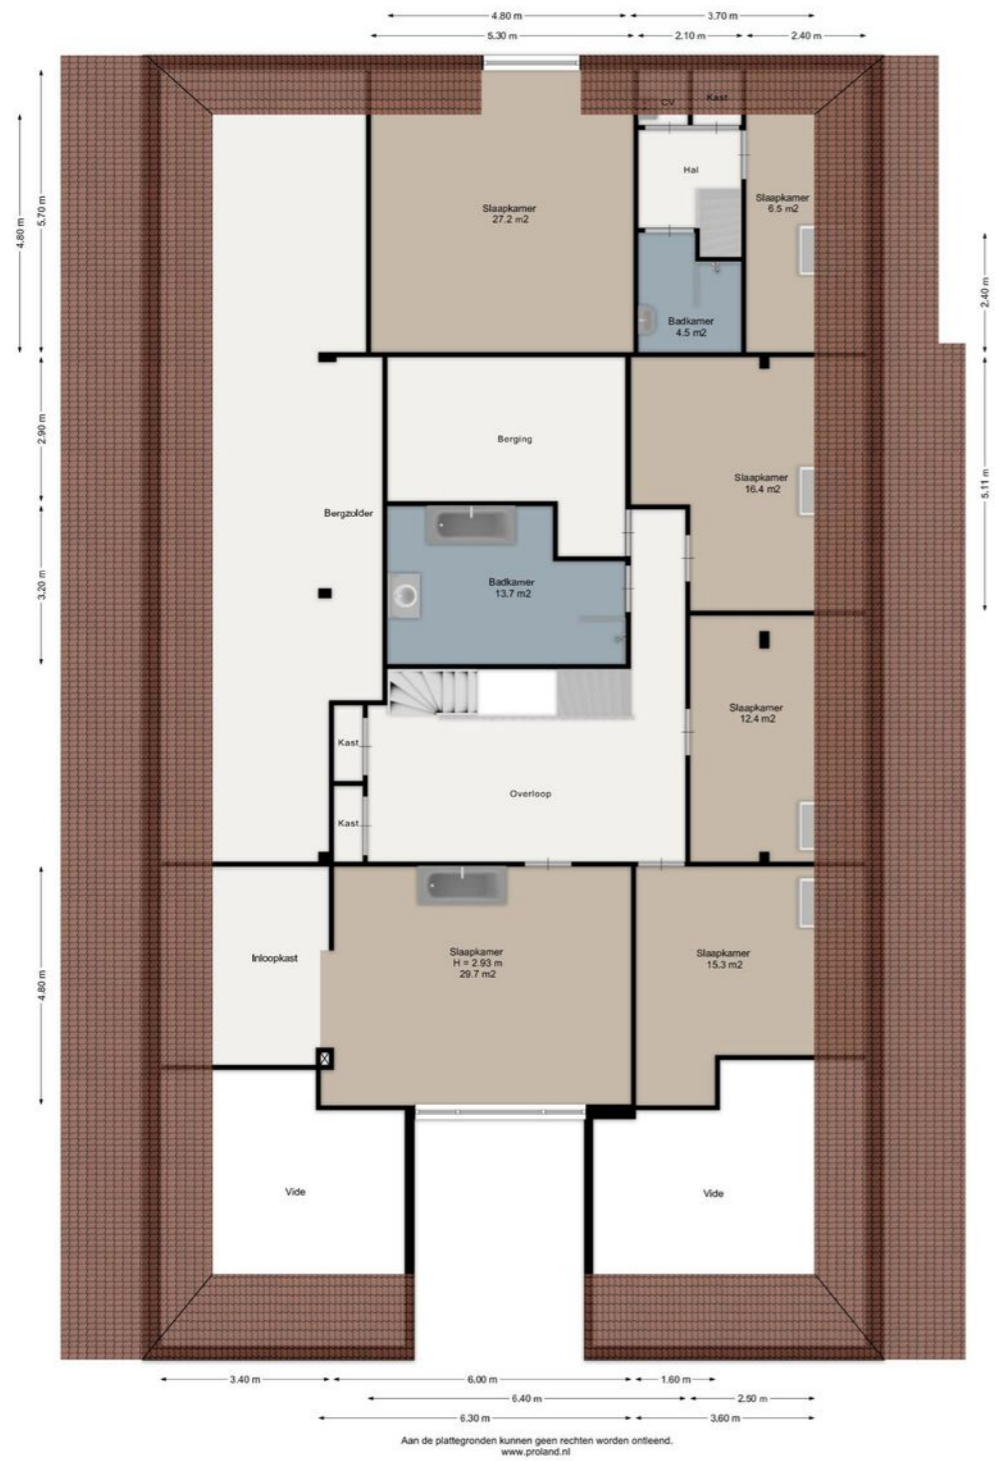 4.80 m
3.70 m
5.30 m
2.10 m
2.40 m
CV
Kast
Hal
Slaapkamer
6.5 m2
Slaapkamer
27.2 m2
5.70 m
4.80 m
2.40 m
Badkamer
4.5 m2
2.90 m
Berging
Slaapkamer
16.4 m2
5.11 m
Bergzolder
3.20 m
Badkamer
13.7 m2
Slaapkamer
12.4 m2
Kast
Overloop
Kast
Inloopkast
Slaapkamer
H = 2.93 m
29.7 m2
Slaapkamer
15.3 m2
4.80 m
Vide
Vide
3.40 m
6.00 m
1.60 m
6.40 m
2.50 m
6.30 m
3.60 m
Aan de plattegronden kunnen geen rechten worden ontleend.
www.proland.nl